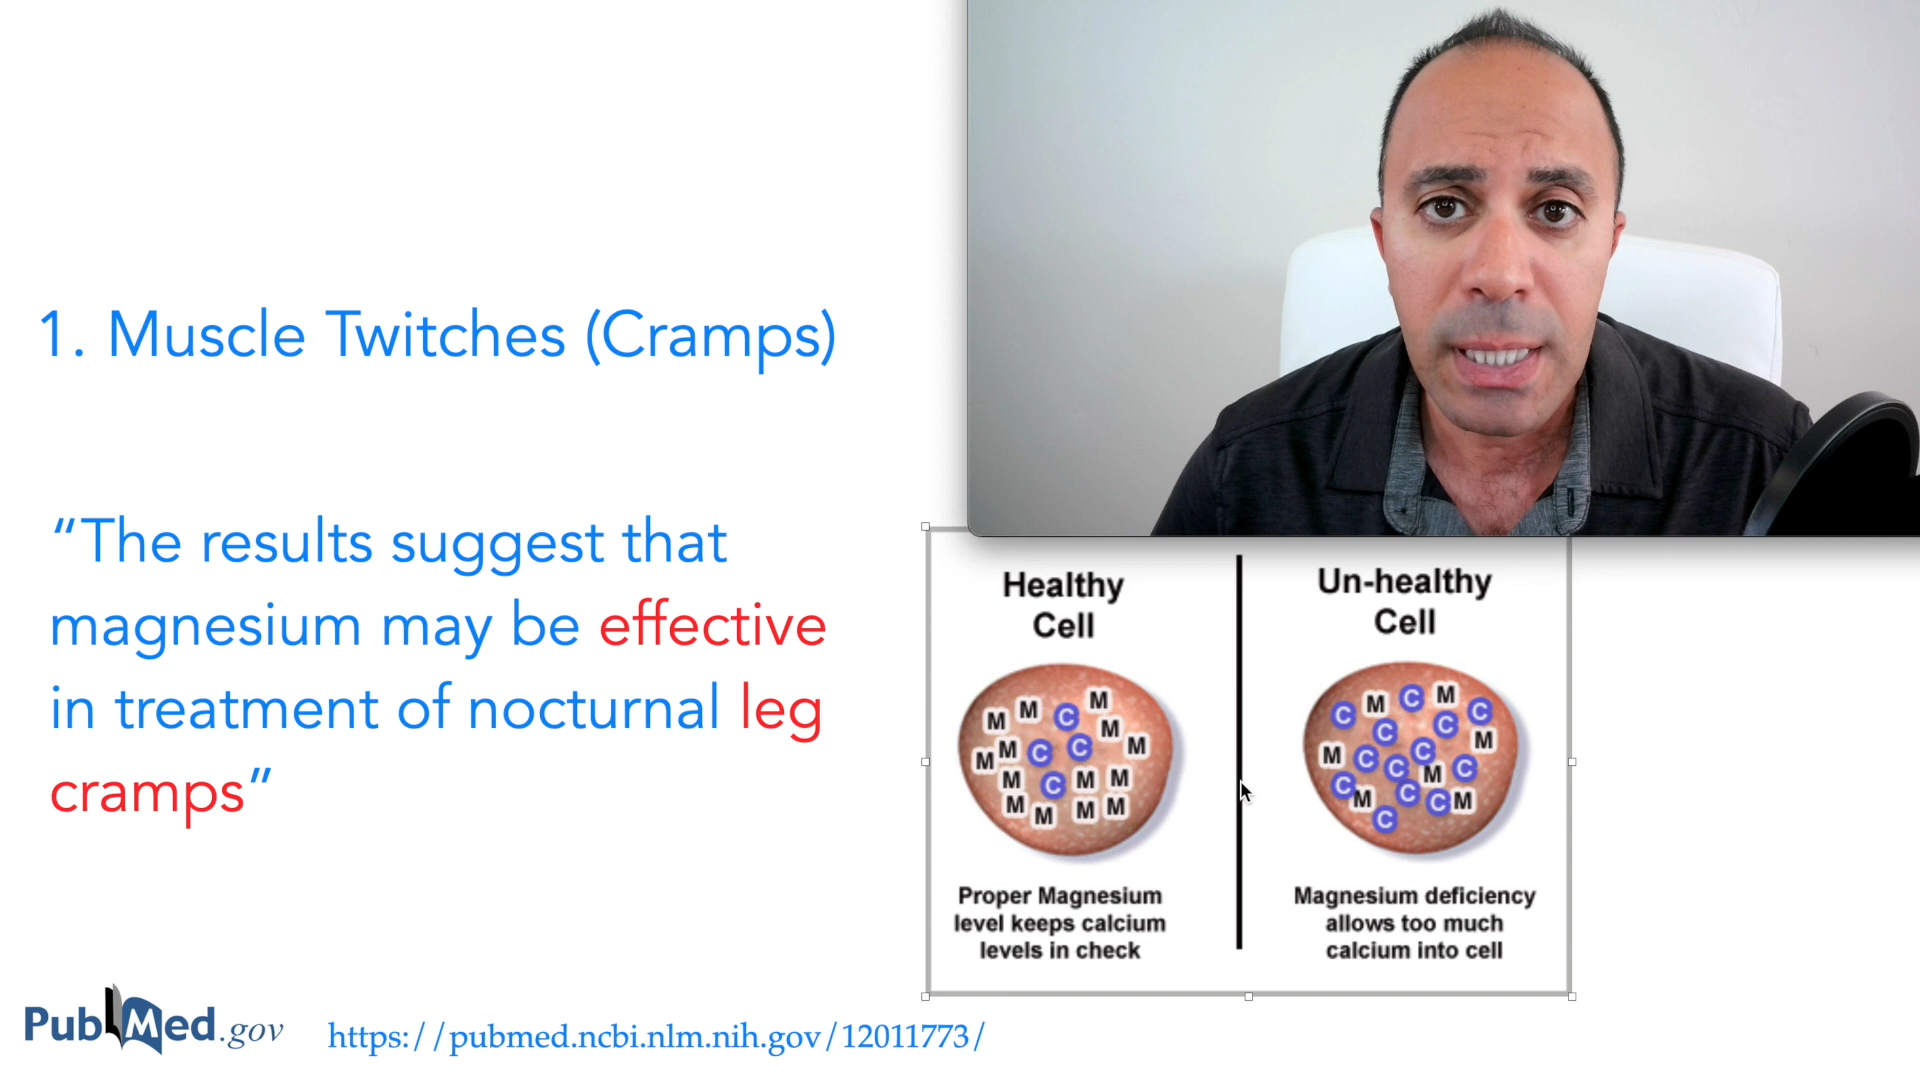 1. Muscle Twitches (Cramps)
“The results suggest that
magnesium may be effective
in treatment of nocturnal leg
cramps”
Healthy
Cell
M M C M
M M C C M M
M M C M M
M M M M
Proper Magnesium
level keeps calcium
levels in check
Un-healthy
Cell
C M C M C
C C M
M C C C M C
C M C C M
C
Magnesium deficiency
allows too much
calcium into cell
PubMed.gov
https://pubmed.ncbi.nlm.nih.gov/12011773/